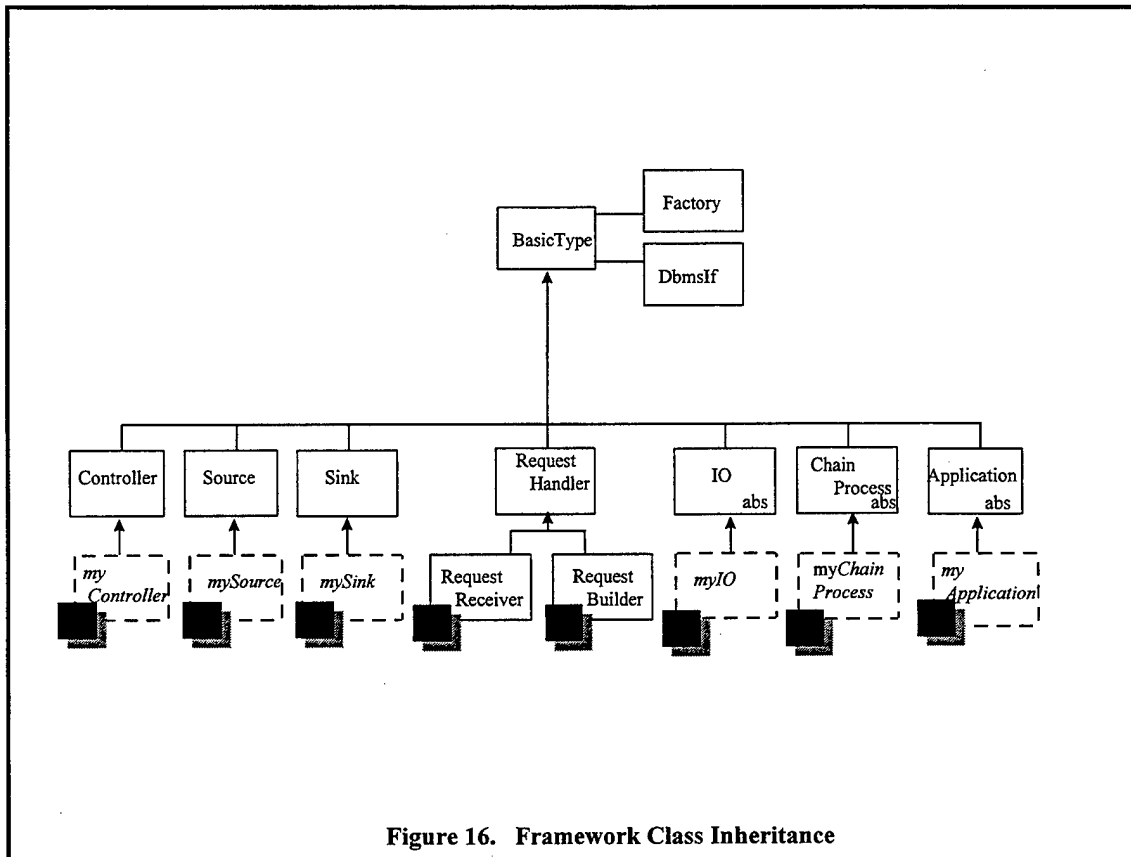 Factory
BasicType
DbmsIf
Controller
Source
Sink
Request
Handler
IO
abs
Chain
Process
abs
Application
abs
my
Controller
mySource
mySink
Request
Receiver
Request
Builder
myIO
myChain
Process
my
Application
Figure 16. Framework Class Inheritance